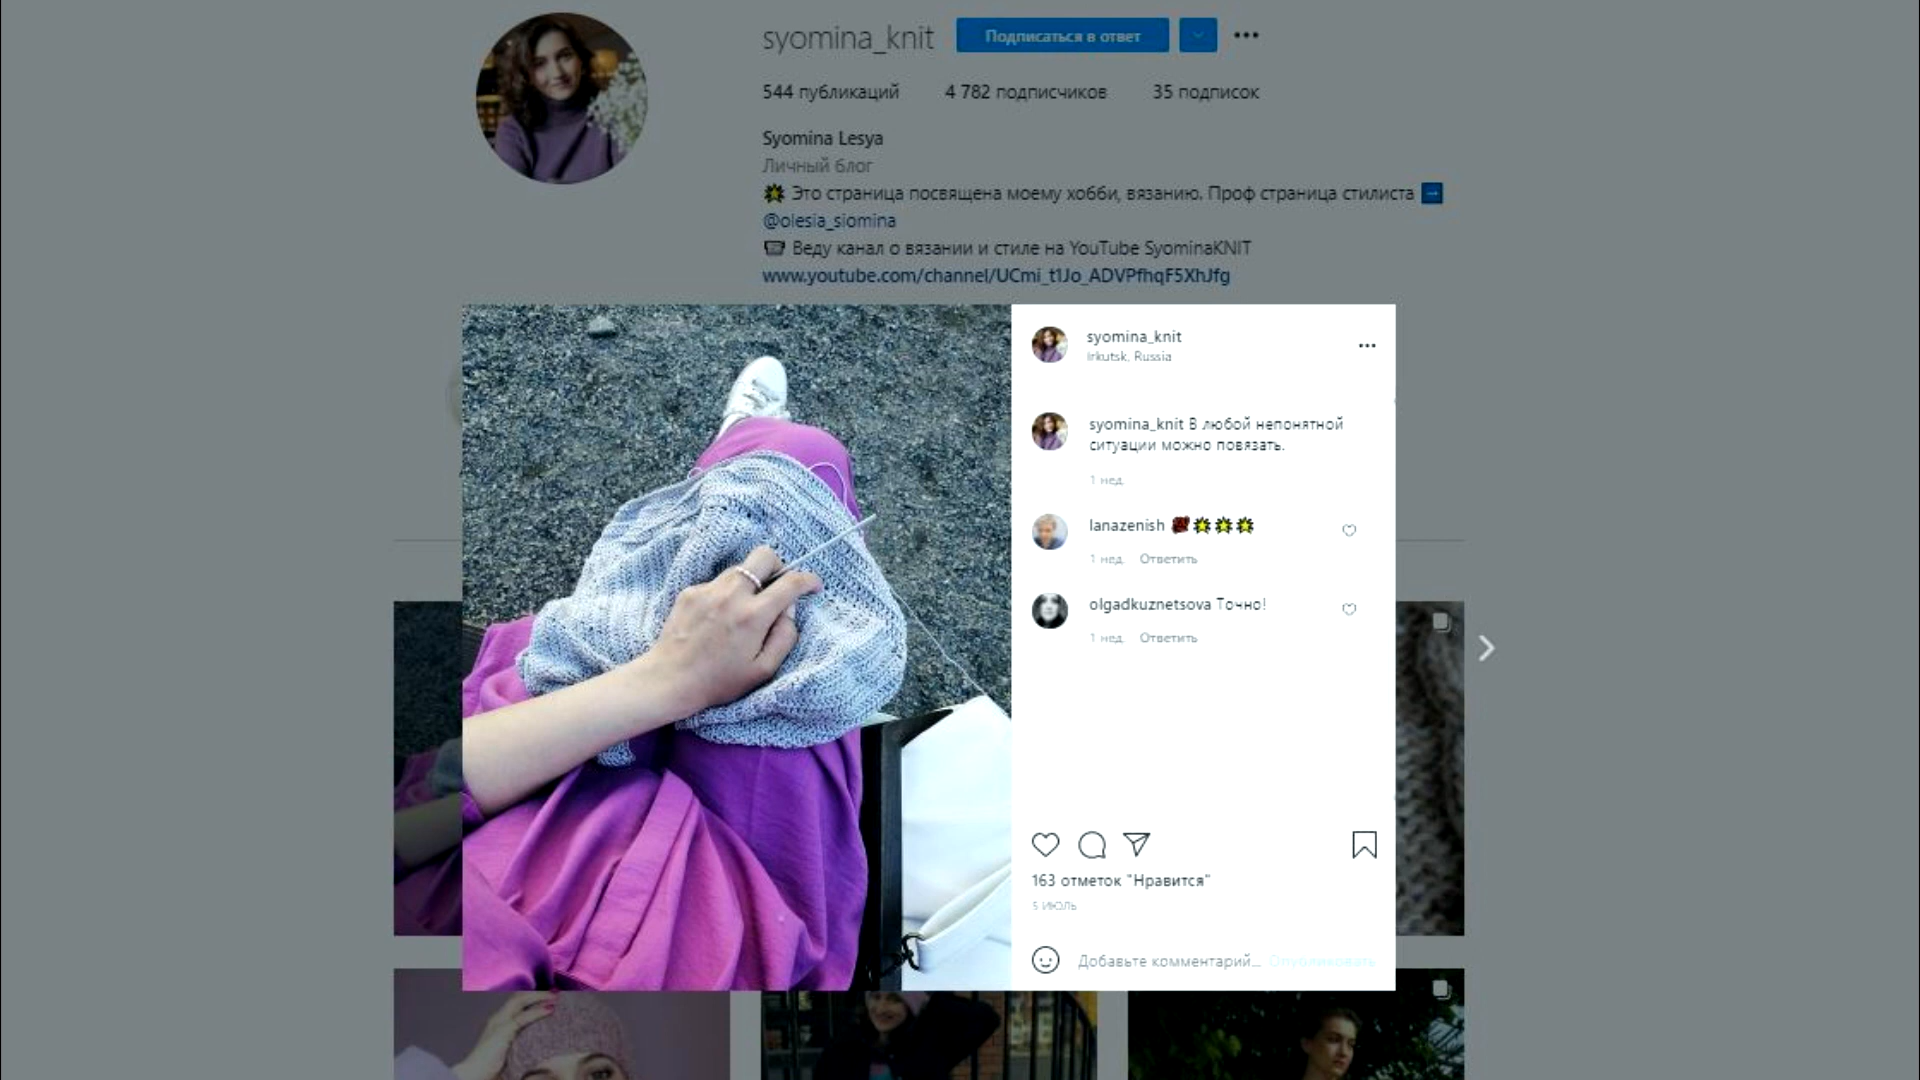 syomina_knit
Подписаться в ответ
544 публикаций
4 782 подписчиков
35 подписок
Syomina Lesya
Личный блог
Это страница посвящена моему хобби, вязанию. Проф страница стилиста
@olesia_siomina
Веду канал о вязании и стиле на YouTube SyominaKNIT
www.youtube.com/channel/UCmi_t1Jo_ADVPfhqF5XhJfg
syomina_knit
Irkutsk, Russia
syomina_knit В любой непонятной
ситуации можно повязать.
1 нед.
lanazenish
1 нед. Ответить
olgadkuznetsova Точно!
1 нед. Ответить
163 отметок "Нравится"
5 ИЮЛЬ
Добавьте комментарий... Опубликовать